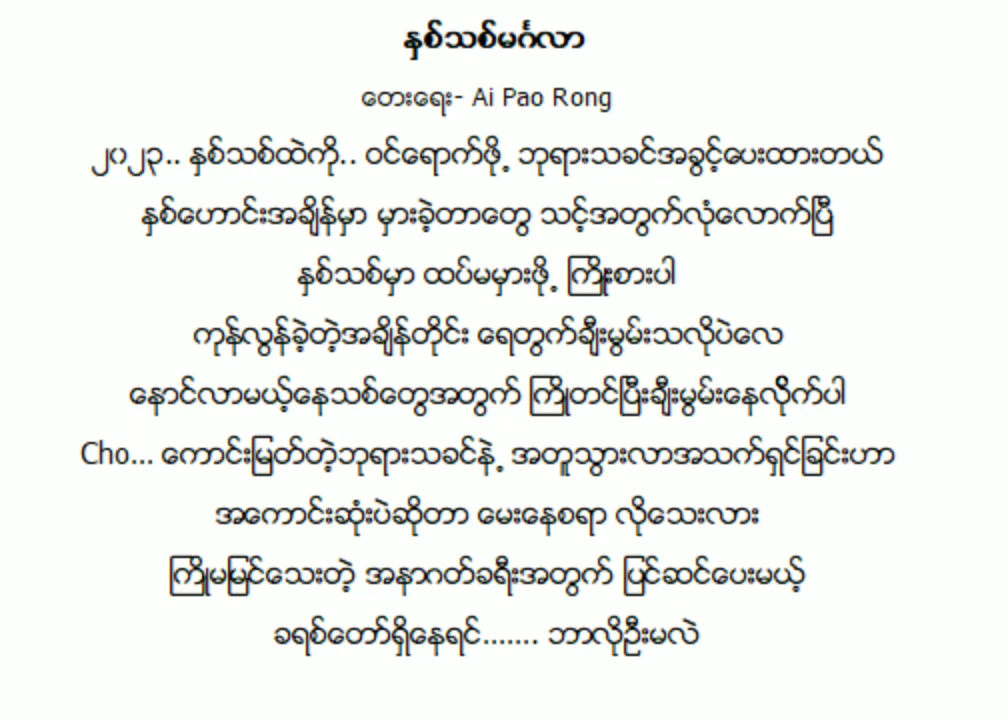 နှစ်သစ်မင်္ဂလာ
တေးရေး- Ai Pao Rong
၂၀၂၃.. နှစ်သစ်ထဲကို.. ဝင်ရောက်ဖို့ ဘုရားသခင်အခွင့်ပေးထားတယ်
နှစ်ဟောင်းအချိန်မှာ မှားခဲ့တာတွေ သင့်အတွက်လုံလောက်ပြီ
နှစ်သစ်မှာ ထပ်မမှားဖို့ ကြိုးစားပါ
ကုန်လွန်ခဲ့တဲ့အချိန်တိုင်း ရေတွက်ချီးမွမ်းသလိုပဲလေ
နောင်လာမယ့်နေသစ်တွေအတွက် ကြိုတင်ပြီးချီးမွမ်းနေလိုက်ပါ
Cho... ကောင်းမြတ်တဲ့ဘုရားသခင်နဲ့ အတူသွားလာအသက်ရှင်ခြင်းဟာ
အကောင်းဆုံးပဲဆိုတာ မေးနေစရာ လိုသေးလား
ကြိုမမြင်သေးတဲ့ အနာဂတ်ခရီးအတွက် ပြင်ဆင်ပေးမယ့်
ခရစ်တော်ရှိနေရင်....... ဘာလိုဦးမလဲ